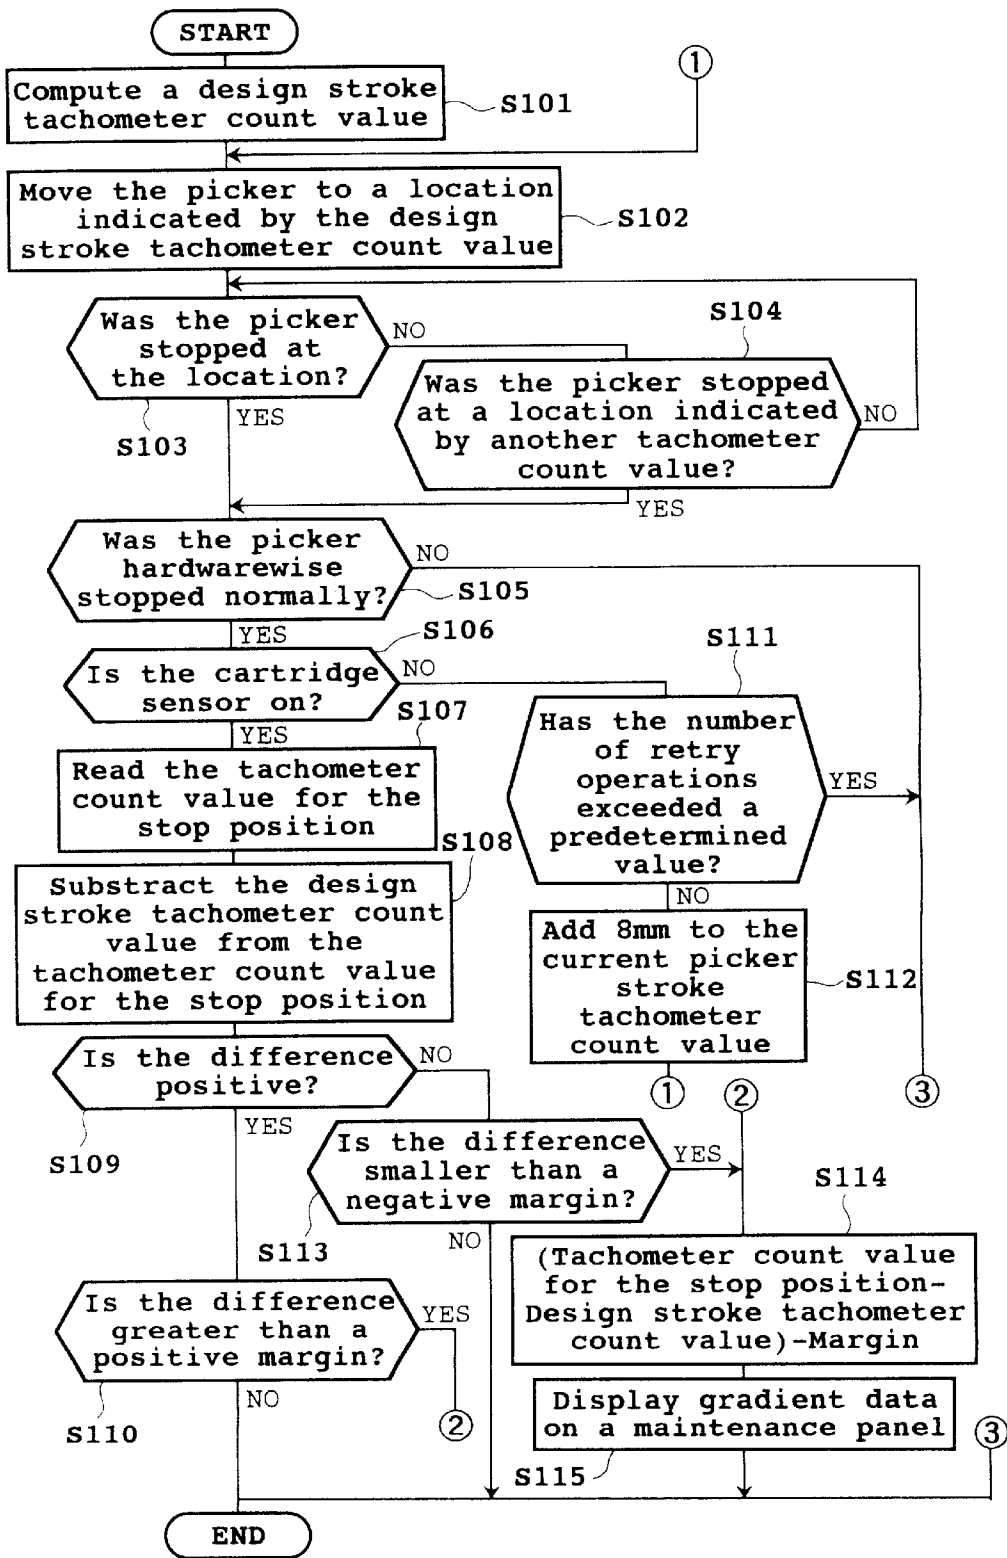 START
①
Compute a design stroke
tachometer count value
S101
Move the picker to a location
indicated by the design
stroke tachometer count value
S102
Was the picker
stopped at
the location?
NO
YES
S103
S104
Was the picker stopped
at a location indicated
by another tachometer
count value?
NO
YES
Was the picker
hardwarewise
stopped normally?
NO
S105
YES
S106
Is the cartridge
sensor on?
NO
YES
S107
Read the tachometer
count value for the
stop position
S108
Substract the design
stroke tachometer count
value from the
tachometer count value
for the stop position
S111
Has the number
of retry
operations
exceeded a
predetermined
value?
YES
NO
Add 8mm to the
current picker
stroke
tachometer
count value
S112
①
②
③
Is the difference
positive?
NO
YES
S109
Is the difference
smaller than a
negative margin?
YES
NO
S113
S114
(Tachometer count value
for the stop position-
Design stroke tachometer
count value)-Margin
Is the difference
greater than a
positive margin?
YES
NO
S110
②
Display gradient data
on a maintenance panel
S115
③
END